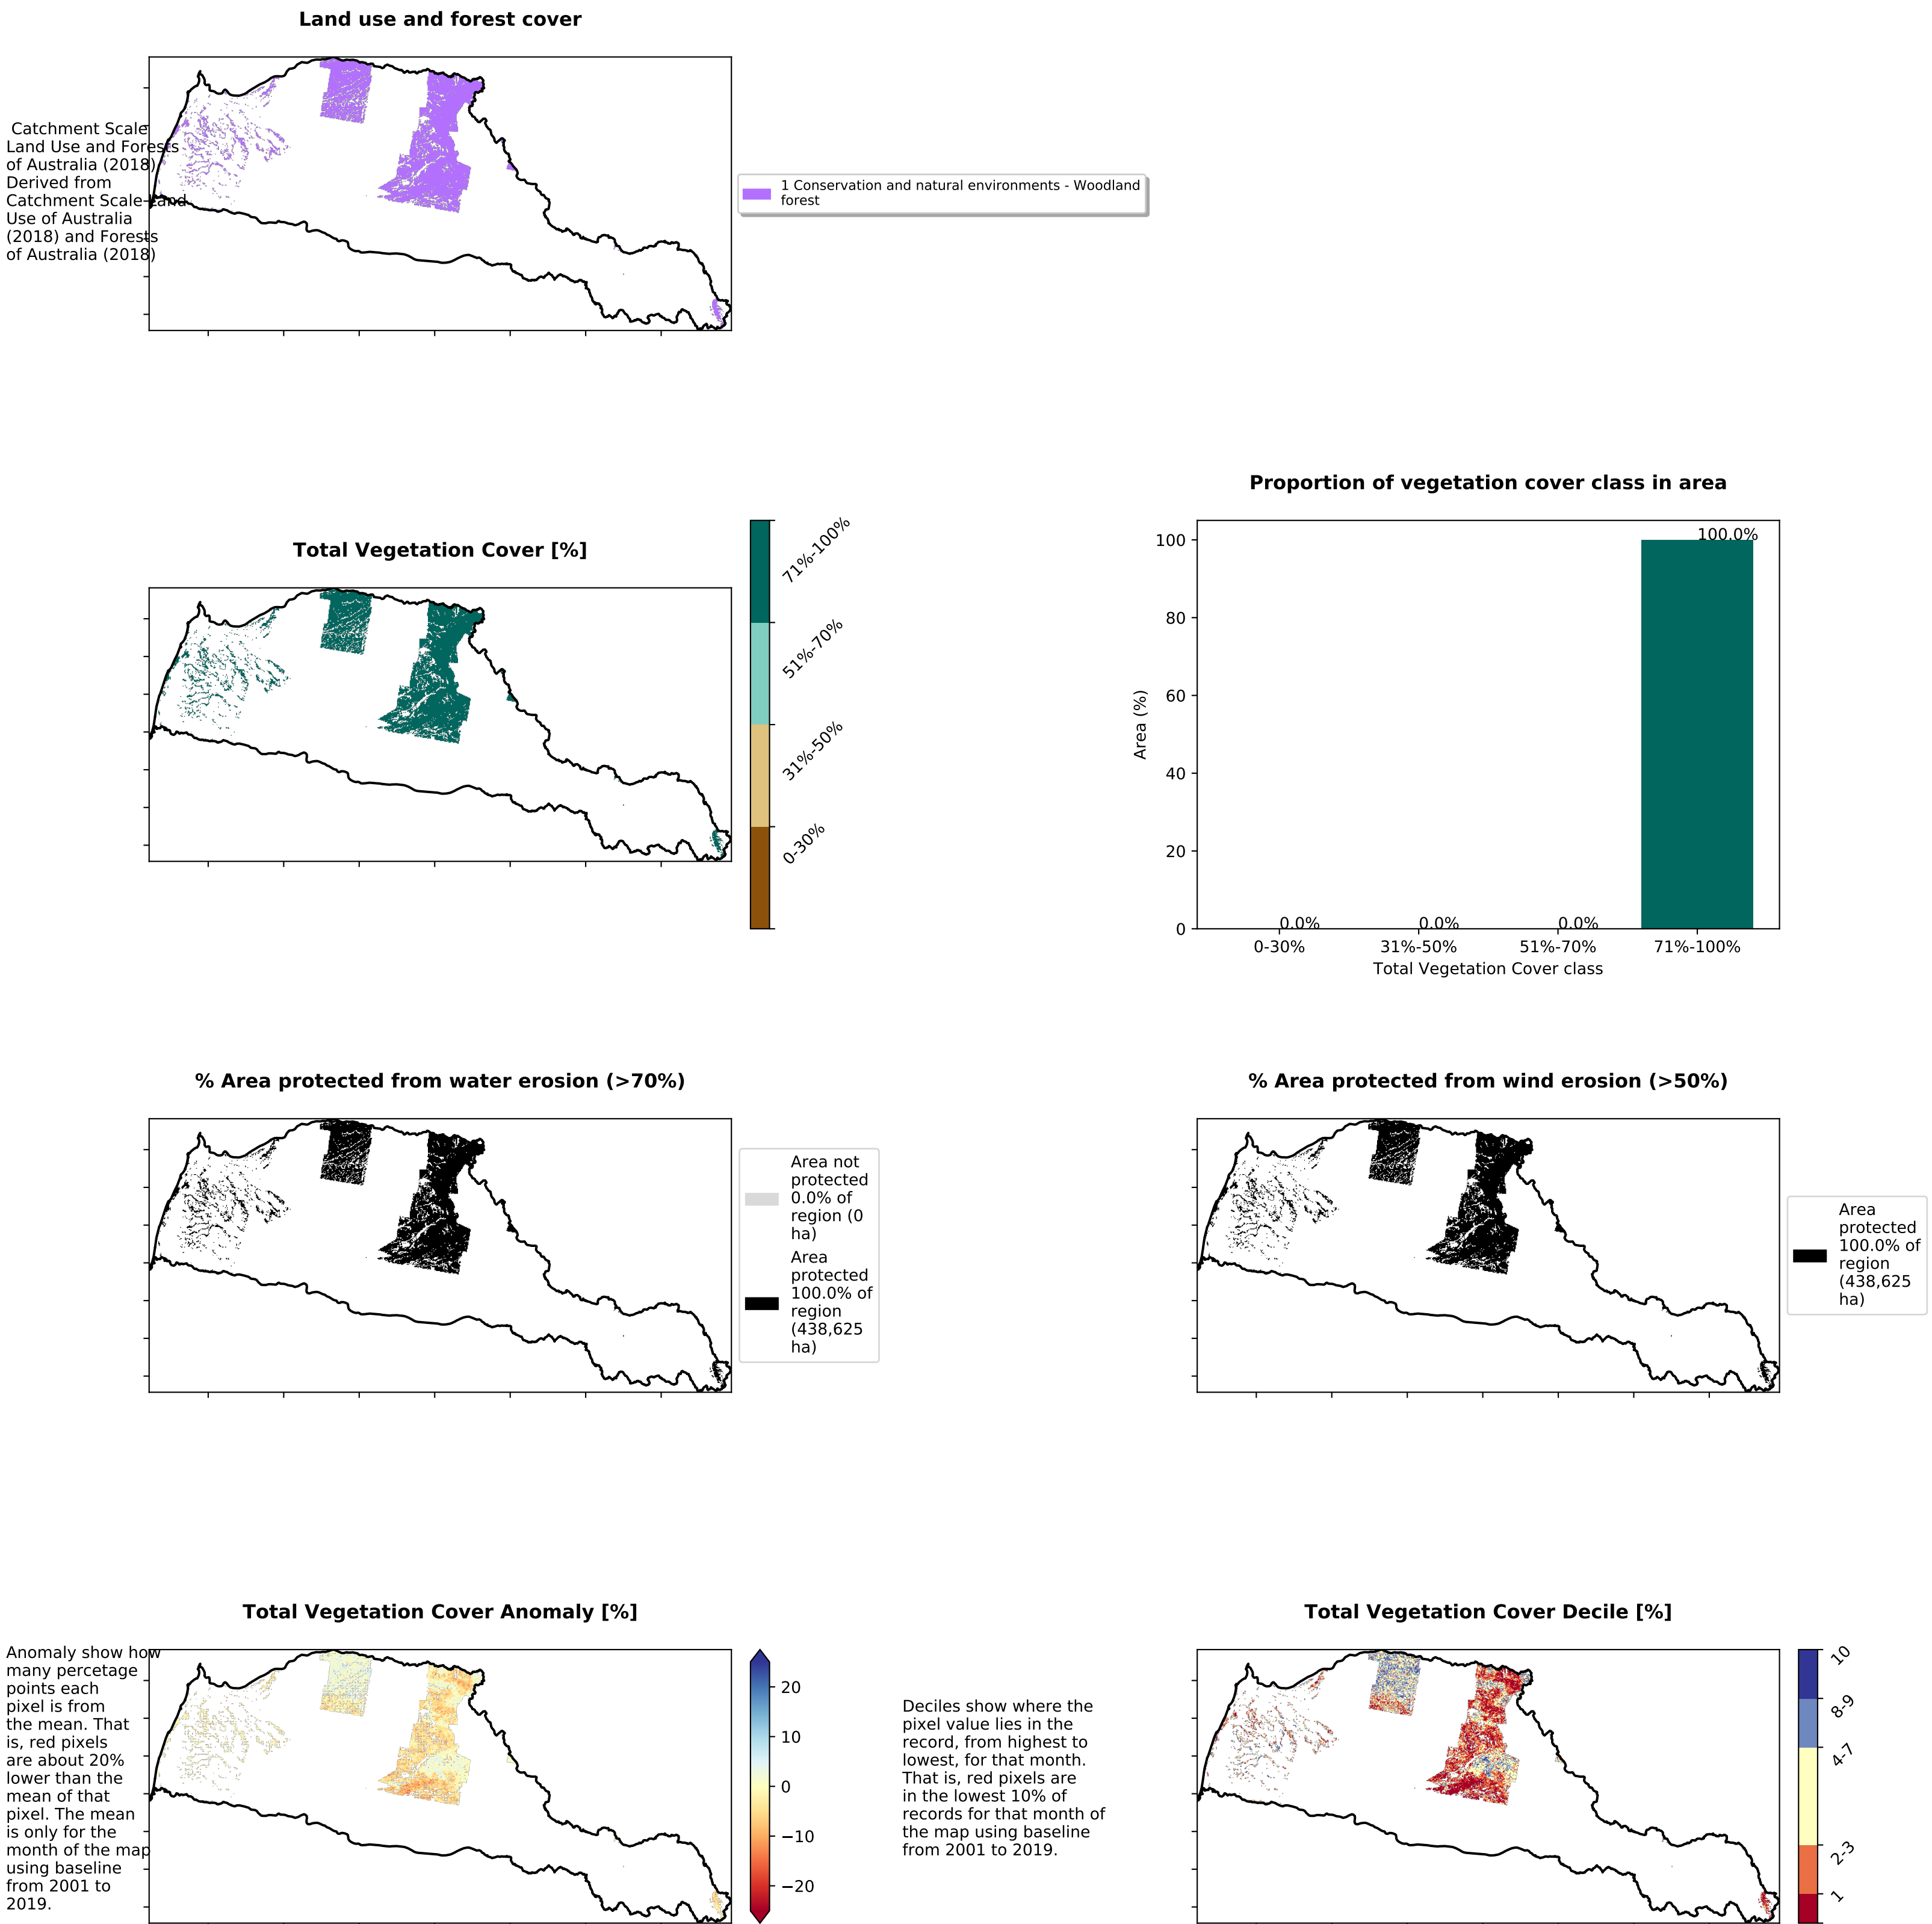 Land use and forest cover
Catchment Scale
Land Use and Forests
of Australia (2018)
Derived from
Catchment Scale Land
Use of Australia
(2018) and Forests
of Australia (2018)
1 Conservation and natural environments - Woodland
forest
Total Vegetation Cover [%]
71%-100%
51%-70%
31%-50%
0-30%
Proportion of vegetation cover class in area
Area (%)
100
80
60
40
20
0
0.0%
0.0%
0.0%
100.0%
0-30%
31%-50%
51%-70%
71%-100%
Total Vegetation Cover class
% Area protected from water erosion (>70%)
Area not
protected
0.0% of
region (0
ha)
Area
protected
100.0% of
region
(438,625
ha)
% Area protected from wind erosion (>50%)
Area
protected
100.0% of
region
(438,625
ha)
Total Vegetation Cover Anomaly [%]
Anomaly show how
many percetage
points each
pixel is from
the mean. That
is, red pixels
are about 20%
lower than the
mean of that
pixel. The mean
is only for the
month of the map
using baseline
from 2001 to
2019.
20
10
0
−10
−20
Total Vegetation Cover Decile [%]
Deciles show where the
pixel value lies in the
record, from highest to
lowest, for that month.
That is, red pixels are
in the lowest 10% of
records for that month of
the map using baseline
from 2001 to 2019.
10
8-9
4-7
2-3
1